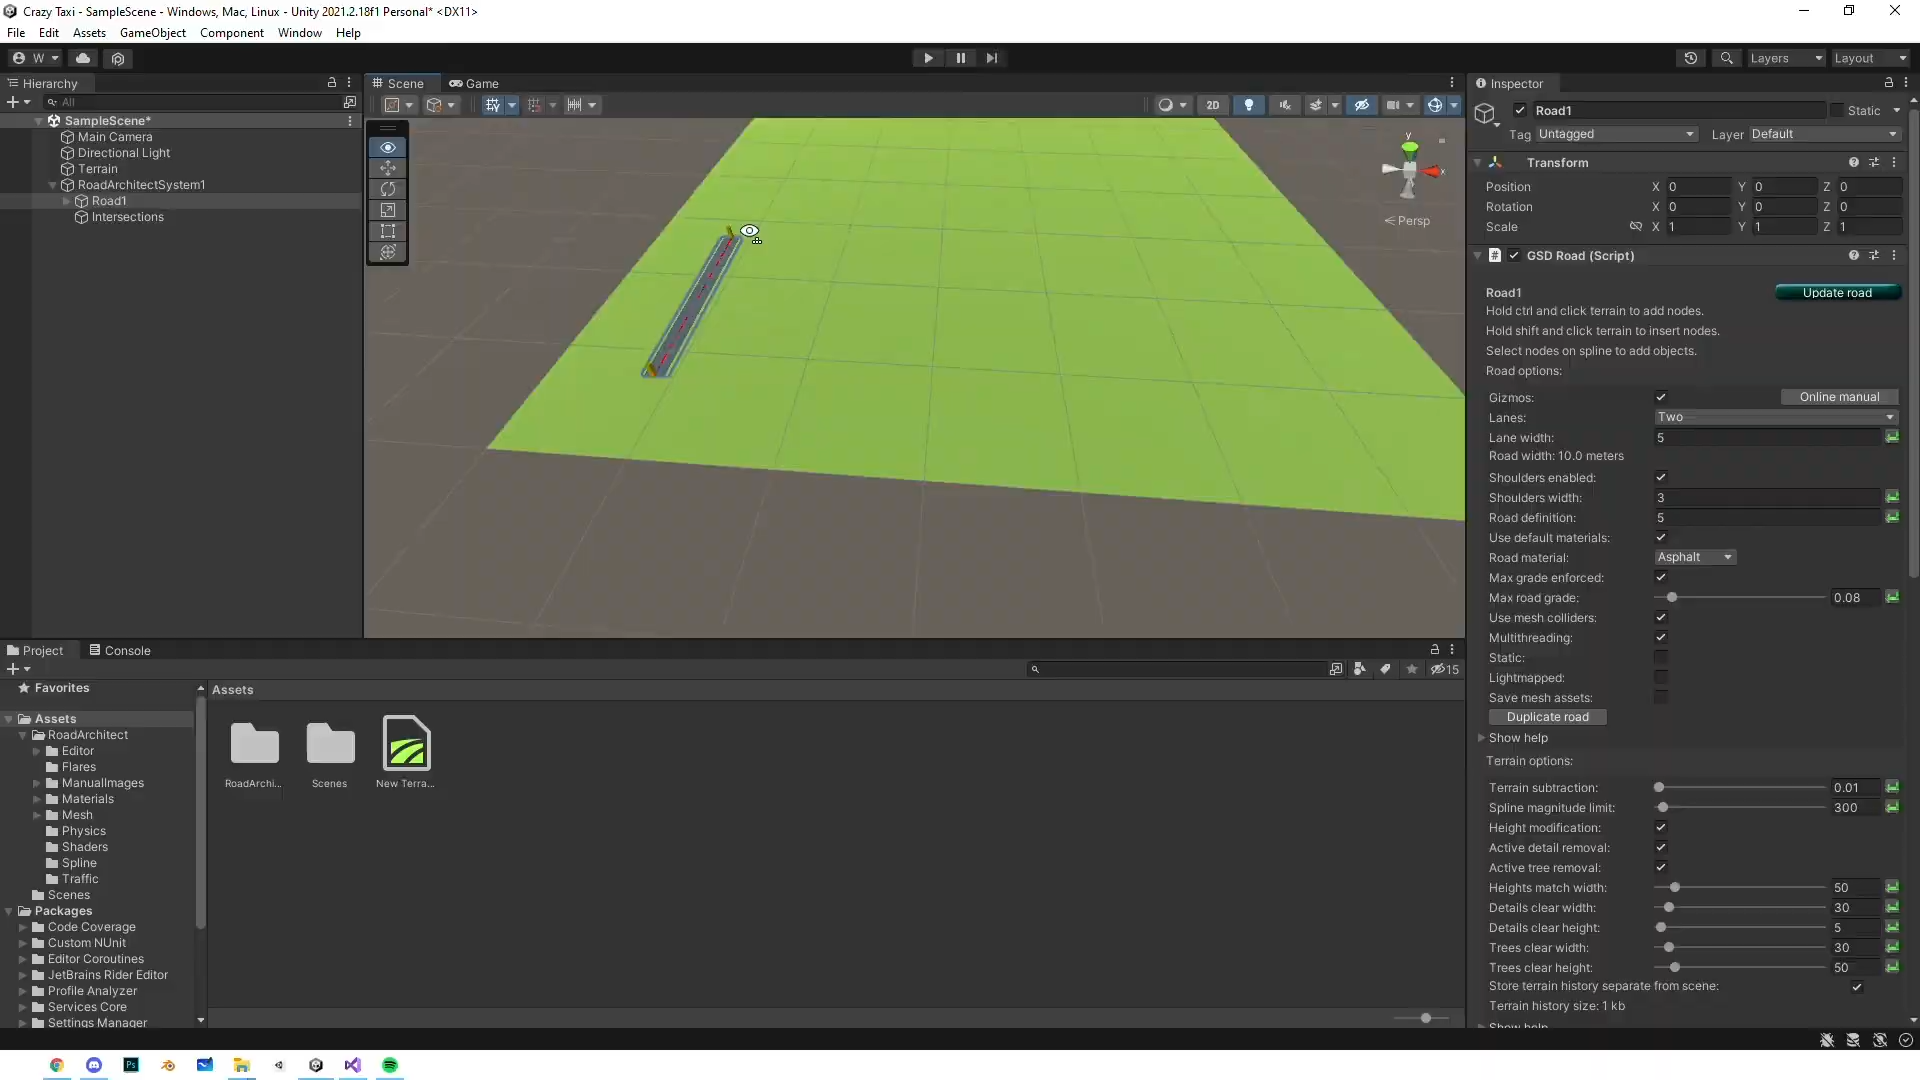 Crazy Taxi - SampleScene - Windows, Mac, Linux - Unity 2021.2.18f1 Personal* <DX11>
File Edit Assets GameObject Component Window Help
W
Layers
Layout
Hierarchy
All
SampleScene*
Main Camera
Directional Light
Terrain
RoadArchitectSystem1
Road1
Intersections
Scene
Game
2D
y
x
Persp
Inspector
Road1
Static
Tag Untagged
Layer Default
Transform
Position X 0 Y 0 Z 0
Rotation X 0 Y 0 Z 0
Scale X 1 Y 1 Z 1
GSD Road (Script)
Road1
Update road
Hold ctrl and click terrain to add nodes.
Hold shift and click terrain to insert nodes.
Select nodes on spline to add objects.
Road options:
Gizmos:
Online manual
Lanes: Two
Lane width: 5
Road width: 10.0 meters
Shoulders enabled:
Shoulders width: 3
Road definition: 5
Use default materials:
Road material: Asphalt
Max grade enforced:
Max road grade: 0.08
Use mesh colliders:
Multithreading:
Static:
Lightmapped:
Save mesh assets:
Duplicate road
Show help
Terrain options:
Terrain subtraction: 0.01
Spline magnitude limit: 300
Height modification:
Active detail removal:
Active tree removal:
Heights match width: 50
Details clear width: 30
Details clear height: 5
Trees clear width: 30
Trees clear height: 50
Store terrain history separate from scene:
Terrain history size: 1 kb
Show help
Project
Console
15
Favorites
Assets
RoadArchitect
Editor
Flares
ManualImages
Materials
Mesh
Physics
Shaders
Spline
Traffic
Scenes
Packages
Code Coverage
Custom NUnit
Editor Coroutines
JetBrains Rider Editor
Profile Analyzer
Services Core
Settings Manager
Assets
RoadArchi...
Scenes
New Terra...
Ps